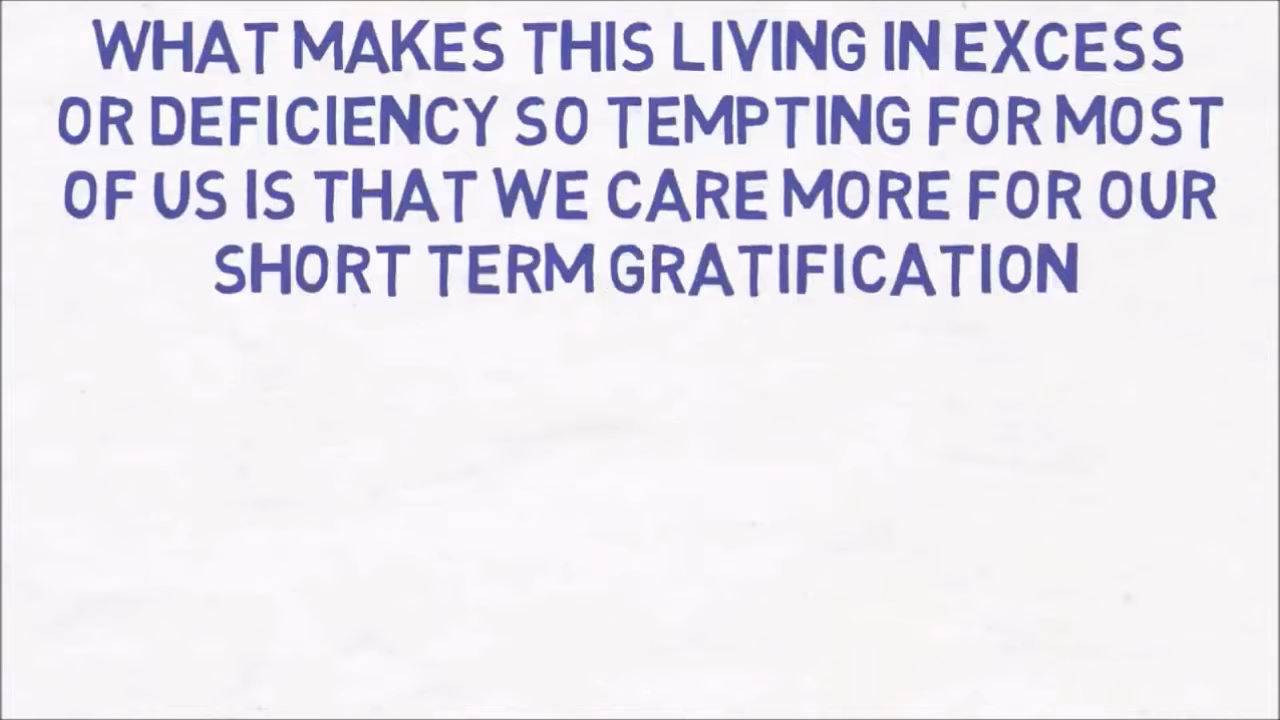 WHAT MAKES THIS LIVING IN EXCESS
OR DEFICIENCY SO TEMPTING FOR MOST
OF US IS THAT WE CARE MORE FOR OUR
SHORT TERM GRATIFICATION